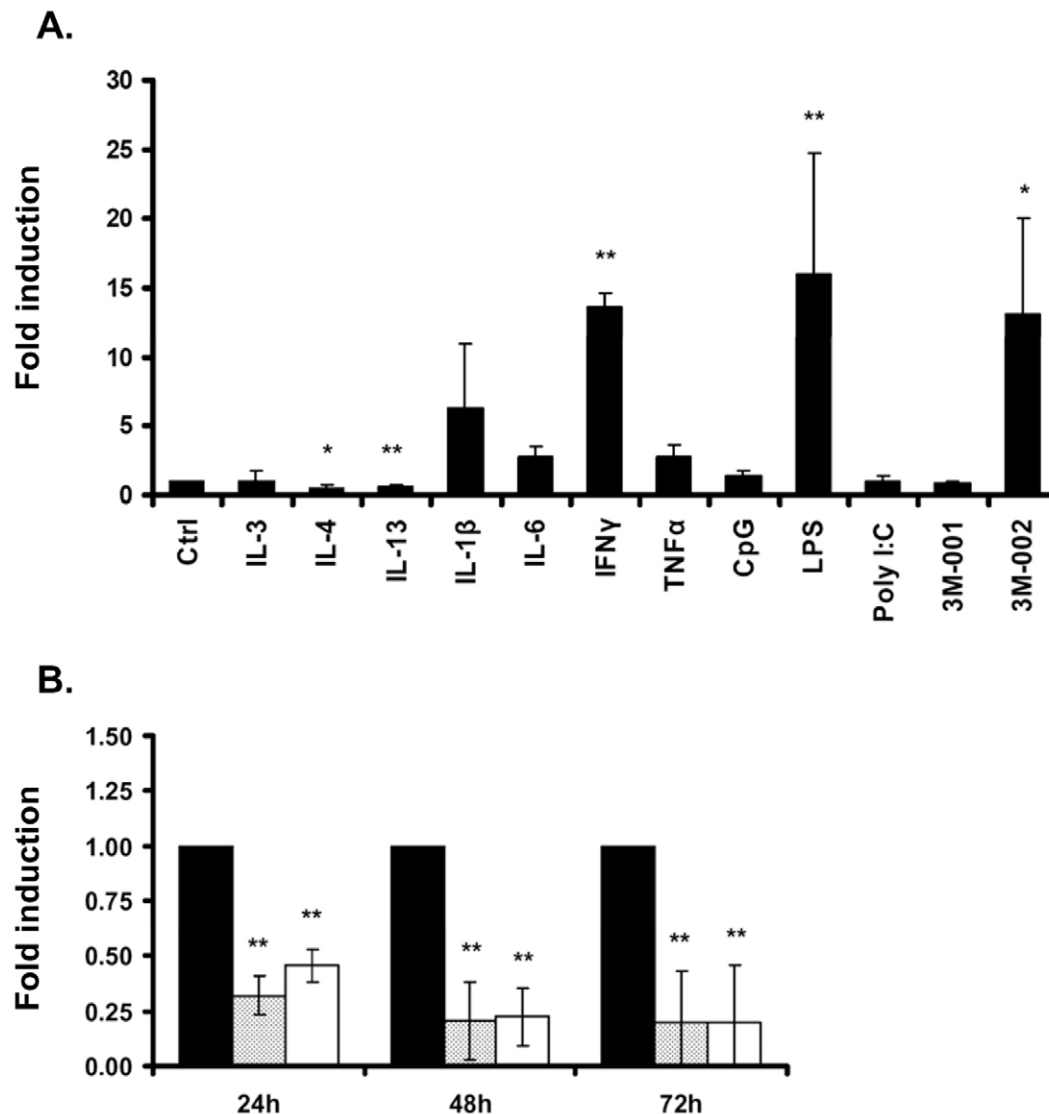 A.
Fold induction
30
25
20
15
10
5
0
**
*
**
*
**
Ctrl
IL-3
IL-4
IL-13
IL-1β
IL-6
IFNγ
TNFα
CpG
LPS
Poly I:C
3M-001
3M-002
B.
Fold induction
1.50
1.25
1.00
0.75
0.50
0.25
0.00
**
**
**
**
**
**
24h
48h
72h